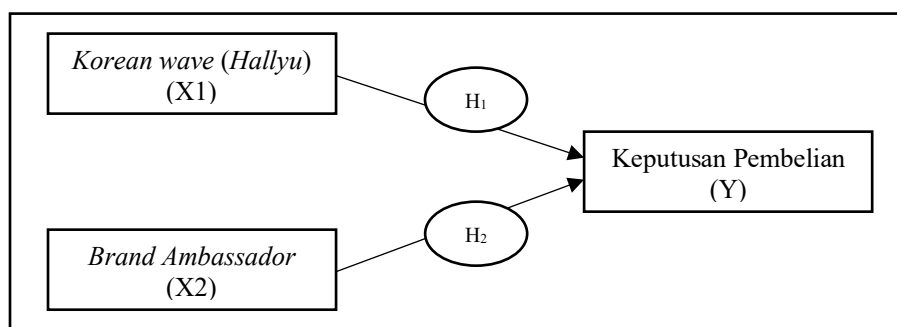 Korean wave (Hallyu)
(X1)
H1
Keputusan Pembelian
(Y)
H2
Brand Ambassador
(X2)